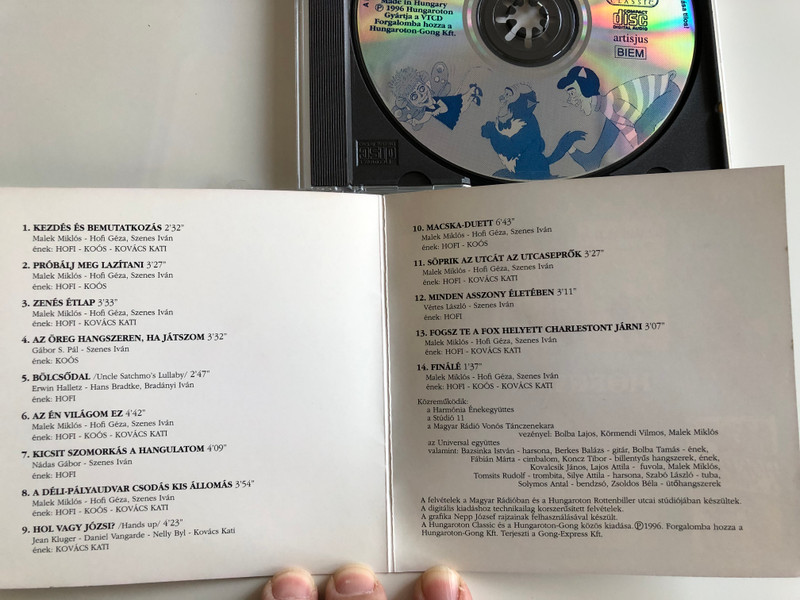 Made in Hungary
℗ 1996 Hungaroton
Gyártja a VTCD
Forgalomba hozza a
Hungaroton-Gong Kft.
CLASSIC
COMPACT
disc
DIGITAL AUDIO
artisjus
BIEM
1. KEZDÉS ÉS BEMUTATKOZÁS 2'32"
Malek Miklós - Hofi Géza, Szenes Iván
ének: HOFI - KOÓS - KOVÁCS KATI
2. PRÓBÁLJ MEG LAZÍTANI 3'27"
Malek Miklós - Hofi Géza, Szenes Iván
ének: HOFI - KOÓS
3. ZENÉS ÉTLAP 3'33"
Malek Miklós - Hofi Géza, Szenes Iván
ének: HOFI - KOVÁCS KATI
4. AZ ÖREG HANGSZEREN, HA JÁTSZOM 3'32"
Gábor S. Pál - Szenes Iván
ének: KOÓS
5. BÖLCSŐDAL /Uncle Satchmo's Lullaby/ 2'47"
Erwin Halletz - Hans Bradtke, Bradányi Iván
ének: HOFI
6. AZ ÉN VILÁGOM EZ 4'42"
Malek Miklós - Hofi Géza, Szenes Iván
ének: HOFI - KOÓS - KOVÁCS KATI
7. KICSIT SZOMORKÁS A HANGULATOM 4'09"
Nádas Gábor - Szenes Iván
ének: HOFI
8. A DÉLI-PÁLYAUDVAR CSODÁS KIS ÁLLOMÁS 3'54"
Malek Miklós - Hofi Géza, Szenes Iván
ének: HOFI - KOÓS - KOVÁCS KATI
9. HOL VAGY JÓZSI? /Hands up/ 4'23"
Jean Kluger - Daniel Vangarde - Nelly Byl - Kovács Kati
ének: KOVÁCS KATI
10. MACSKA-DUETT 6'43"
Malek Miklós - Hofi Géza, Szenes Iván
ének: HOFI - KOÓS
11. SÖPRIK AZ UTCÁT AZ UTCASEPRŐK 3'27"
Malek Miklós - Hofi Géza, Szenes Iván
ének: HOFI - KOVÁCS KATI
12. MINDEN ASSZONY ÉLETÉBEN 3'11"
Vértes László - Szenes Iván
ének: HOFI
13. FOGSZ TE A FOX HELYETT CHARLESTONT JÁRNI 3'07"
Malek Miklós - Hofi Géza, Szenes Iván
ének: HOFI - KOVÁCS KATI
14. FINÁLÉ 1'37"
Malek Miklós - Hofi Géza, Szenes Iván
ének: HOFI - KOÓS - KOVÁCS KATI
Közreműködik:
a Harmónia Énekegyüttes
a Stúdió 11
a Magyar Rádió Vonós Tánczenekara
vezényel: Bolba Lajos, Körmendi Vilmos, Malek Miklós
az Universal együttes
valamint: Bazsinka István - harsona, Berkes Balázs - gitár, Bolba Tamás - ének,
Fábián Márta - cimbalom, Koncz Tibor - billentyűs hangszerek, ének,
Kovalcsik János, Lajos Attila - fuvola, Malek Miklós,
Tomsits Rudolf - trombita, Silye Attila - harsona, Szabó László - tuba,
Solymos Antal - bendzsó, Zsoldos Béla - ütőhangszerek
A felvételek a Magyar Rádióban és a Hungaroton Rottenbiller utcai stúdiójában készültek.
A digitális kiadáshoz technikailag korszerűsített felvételek.
A grafika Nepp József rajzainak felhasználásával készült.
A Hungaroton Classic és a Hungaroton-Gong közös kiadása.℗1996. Forgalomba hozza a
Hungaroton-Gong Kft. Terjeszti a Gong-Express Kft.